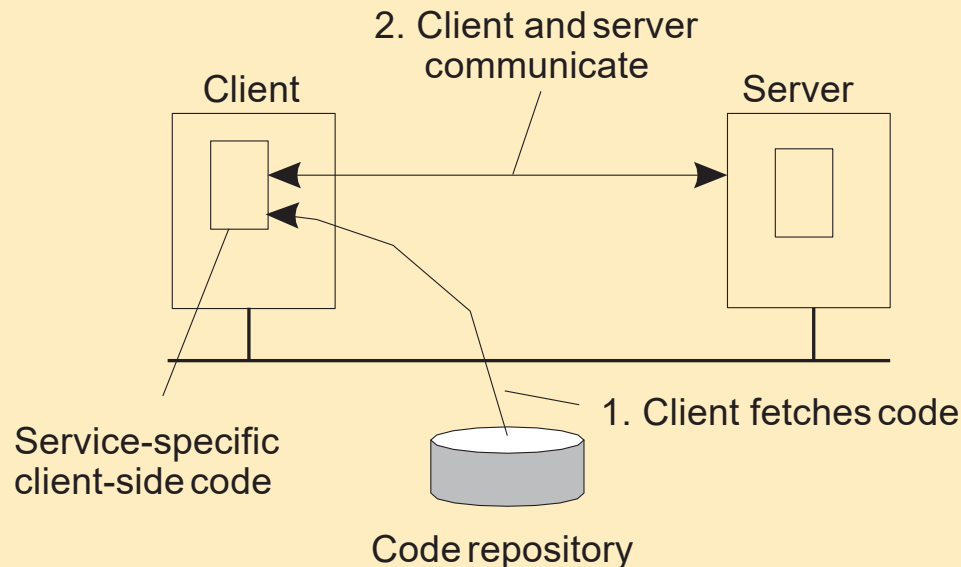 2. Client and server
communicate
Client
Server
1. Client fetches code
Service-specific
client-side code
Code repository